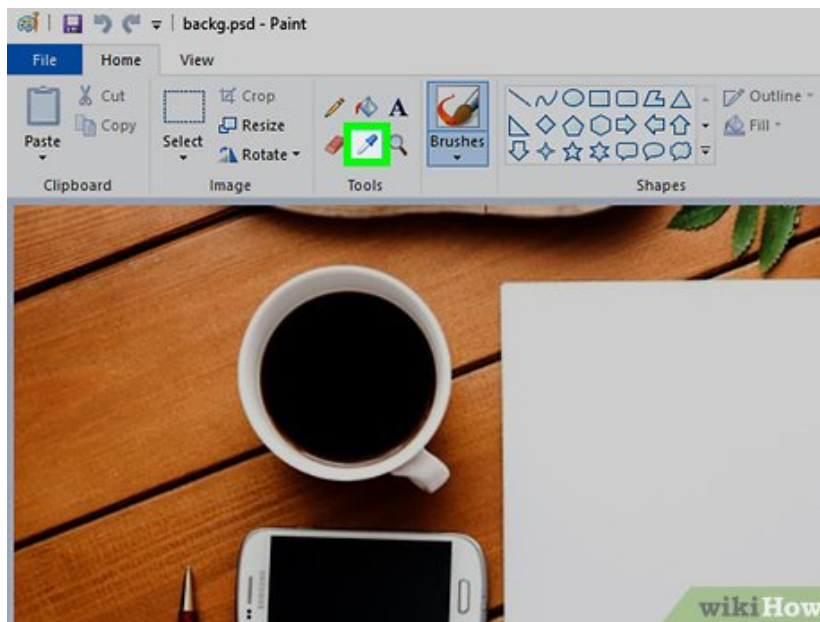 backg.psd - Paint
File Home View
Paste
Cut
Copy
Clipboard
Select
Crop
Resize
Rotate
Image
A
Tools
Brushes
Outline
Fill
Shapes
SAMSUNG
wikiHow